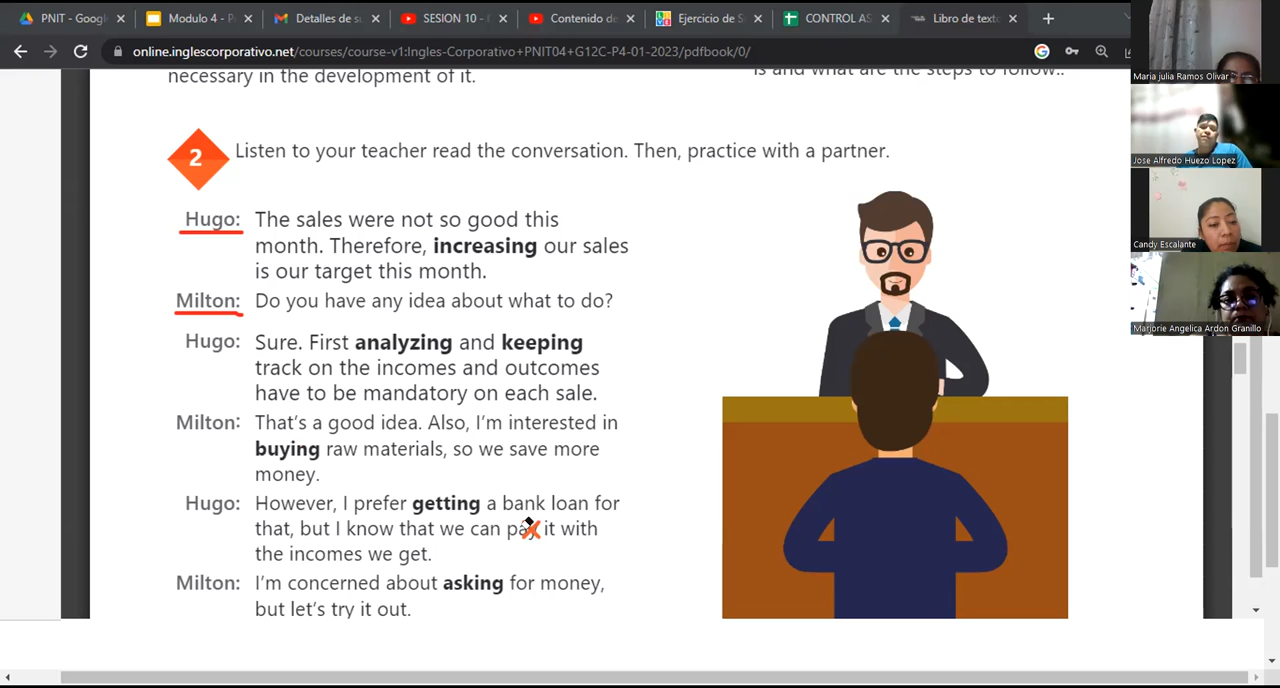 PNIT - Goog
Modulo 4 - P
Detalles de su
SESION 10 -
Contenido de
Ejercicio de S
CONTROL AS
Libro de texto
online.inglescorporativo.net/courses/course-v1:Ingles-Corporativo+PNIT04+G12C-P4-01-2023/pdfbook/0/
necessary in the development of it.
is and what are the steps to follow..
2
Listen to your teacher read the conversation. Then, practice with a partner.
Hugo: The sales were not so good this
month. Therefore, increasing our sales
is our target this month.
Milton: Do you have any idea about what to do?
Hugo: Sure. First analyzing and keeping
track on the incomes and outcomes
have to be mandatory on each sale.
Milton: That's a good idea. Also, I'm interested in
buying raw materials, so we save more
money.
Hugo: However, I prefer getting a bank loan for
that, but I know that we can pay it with
the incomes we get.
Milton: I'm concerned about asking for money,
but let's try it out.
Maria julia Ramos Olivar
Jose Alfredo Huezo Lopez
Candy Escalante
Marjorie Angelica Ardon Granillo